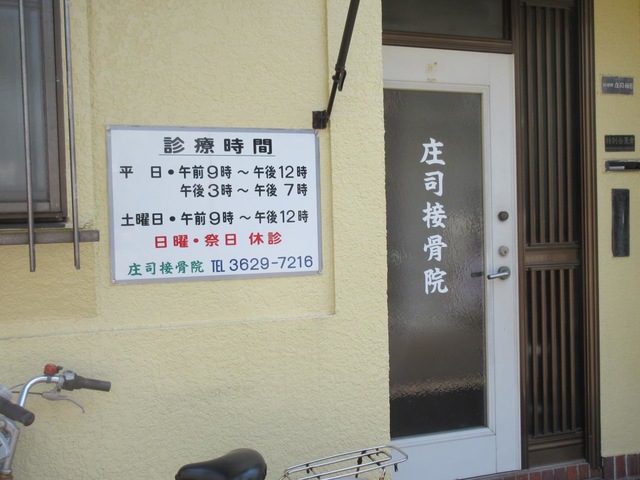 診療時間
平 日・午前9時～午後12時
午後3時～午後 7時
土曜日・午前9時～午後12時
日曜・祭日 休診
庄司接骨院 TEL 3629-7216
庄司接骨院